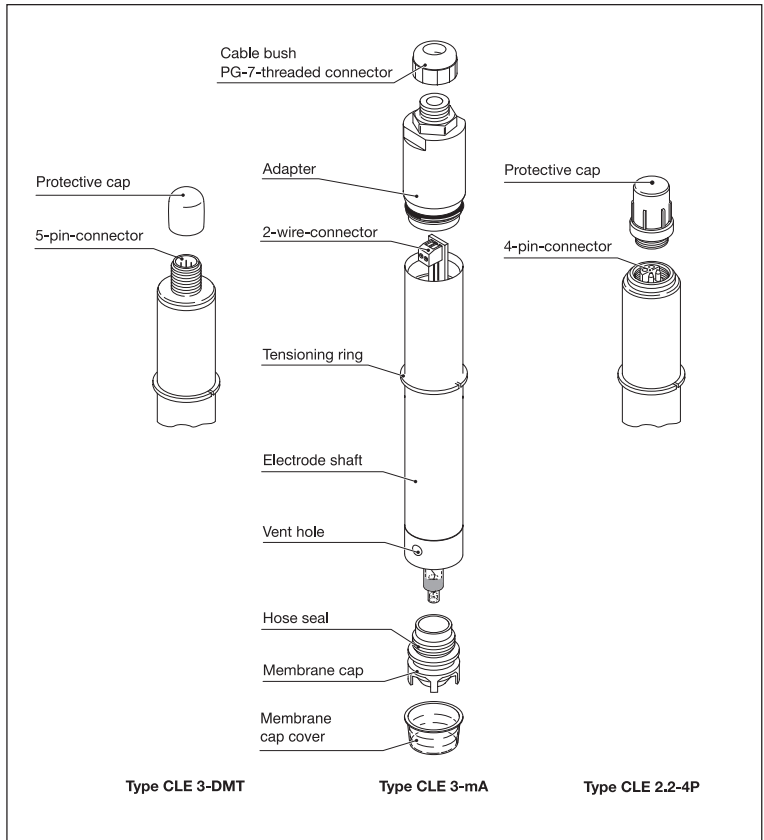 Cable bush
PG-7-threaded connector
Adapter
Protective cap
Protective cap
5-pin-connector
2-wire-connector
4-pin-connector
Tensioning ring
Electrode shaft
Vent hole
Hose seal
Membrane cap
Membrane
cap cover
Type CLE 3-DMT
Type CLE 3-mA
Type CLE 2.2-4P